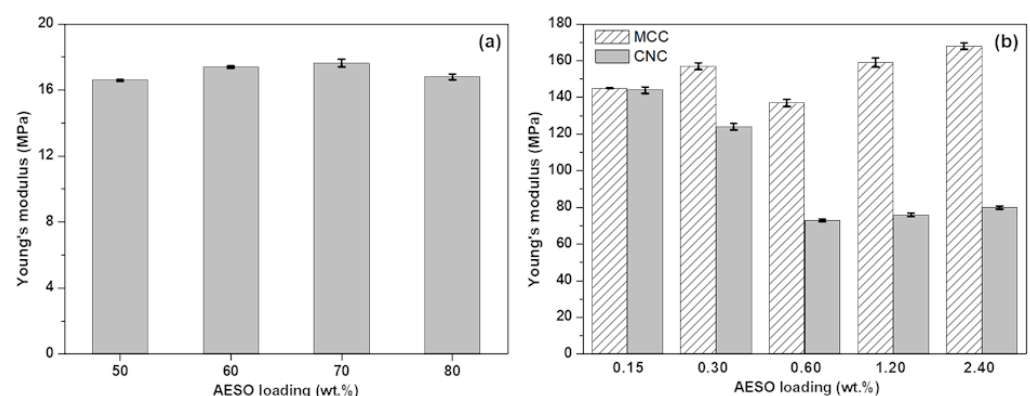 (a)
Young's modulus (MPa)
20
16
12
8
4
0
50 60 70 80
AESO loading (wt.%)
(b)
MCC
CNC
Young's modulus (MPa)
180
160
140
120
100
80
60
40
20
0
0.15 0.30 0.60 1.20 2.40
AESO loading (wt.%)